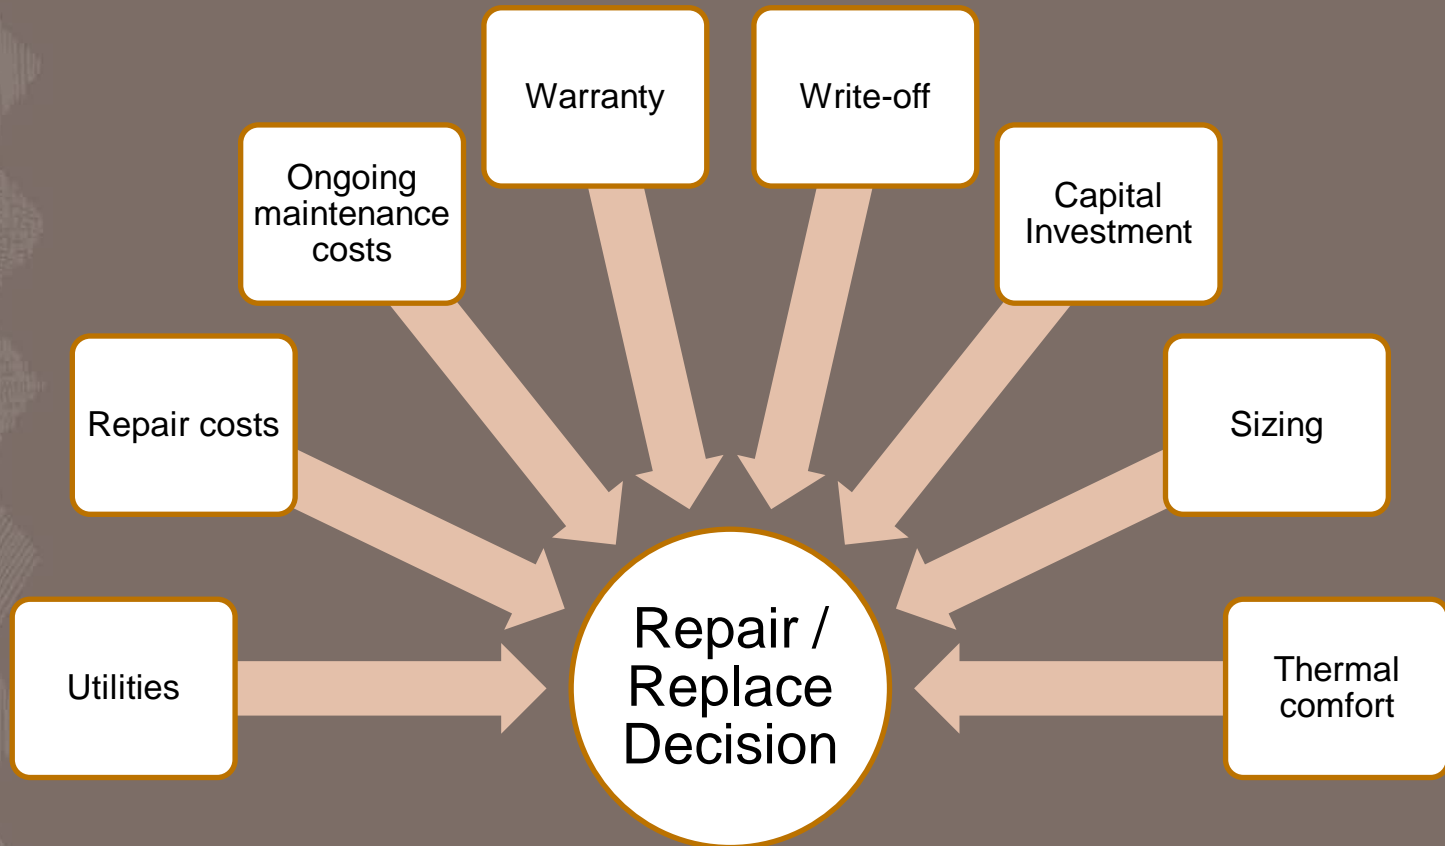 Warranty
Write-off
Ongoing
maintenance
costs
Capital
Investment
Repair costs
Sizing
Utilities
Repair /
Replace
Decision
Thermal
comfort